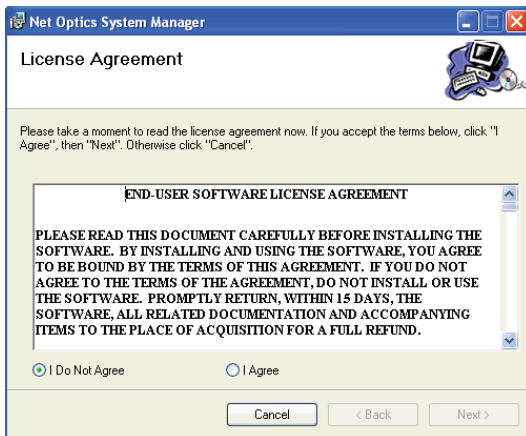 Net Optics System Manager
License Agreement
Please take a moment to read the license agreement now. If you accept the terms below, click "I
Agree", then "Next". Otherwise click "Cancel".
END-USER SOFTWARE LICENSE AGREEMENT
PLEASE READ THIS DOCUMENT CAREFULLY BEFORE INSTALLING THE
SOFTWARE. BY INSTALLING AND USING THE SOFTWARE, YOU AGREE
TO BE BOUND BY THE TERMS OF THIS AGREEMENT. IF YOU DO NOT
AGREE TO THE TERMS OF THE AGREEMENT, DO NOT INSTALL OR USE
THE SOFTWARE. PROMPTLY RETURN, WITHIN 15 DAYS, THE
SOFTWARE, ALL RELATED DOCUMENTATION AND ACCOMPANYING
ITEMS TO THE PLACE OF ACQUISITION FOR A FULL REFUND.
I Do Not Agree
I Agree
Cancel
< Back
Next >